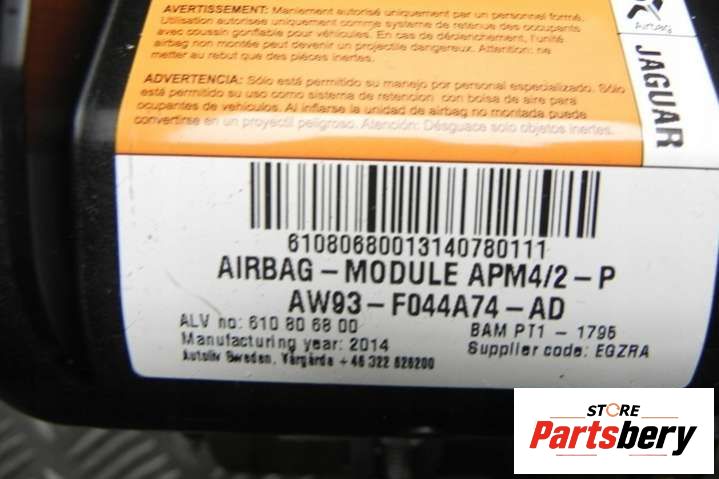 AVERTISSEMENT: Maniement autorisé uniquement par un personnel formé.
Utilisation autorisée uniquement comme système de retenue des occupants
avec coussin gonflable pour véhicules. En cas de déclenchement, l'unité
airbag non montée peut devenir un projectile dangereux. Attention: ne
mettre au rebut que des pièces inertes.
ADVERTENCIA: Sólo está permitido su manejo por personal especializado. Sólo
está permitido su uso como sistema de retención con bolsa de aire para
ocupantes de vehículos. Al inflarse la unidad de airbag no montada puede
convertirse en un proyectil peligroso. Atención: Désguace solo objetos inertes.
Airbag
JAGUAR
61080680013140780111
AIRBAG-MODULE APM4/2-P
AW93-F044A74-AD
ALV no: 610 80 68 00
BAM PT1 - 1795
Manufacturing year: 2014
Supplier code: EGZRA
Autoliv Sweden, Vårgårda +46 322 626200
STORE
Partsbery